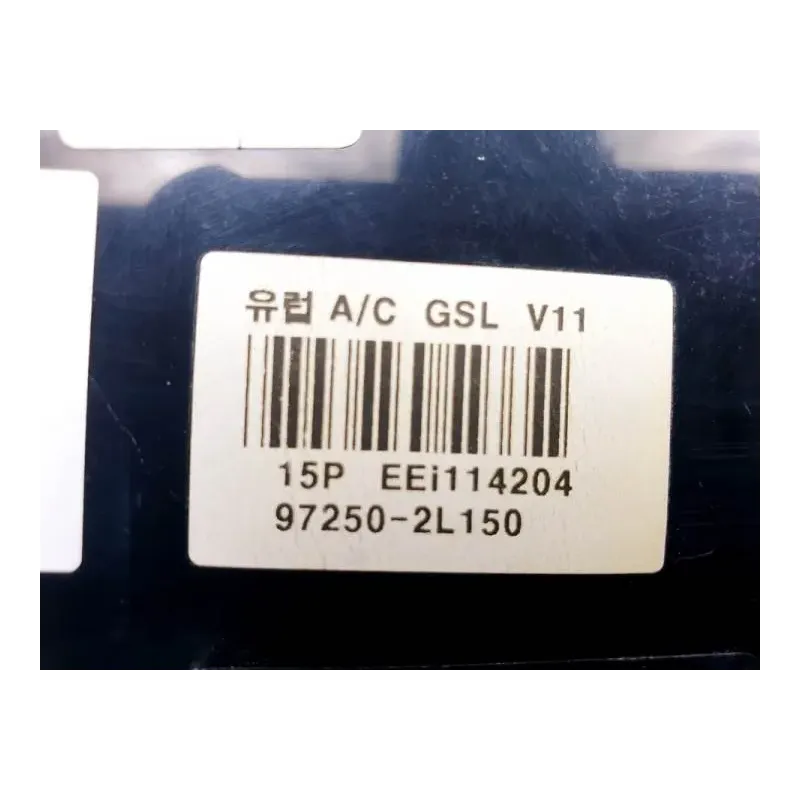 유럽 A/C GSL V11
15P EEi114204
97250-2L150